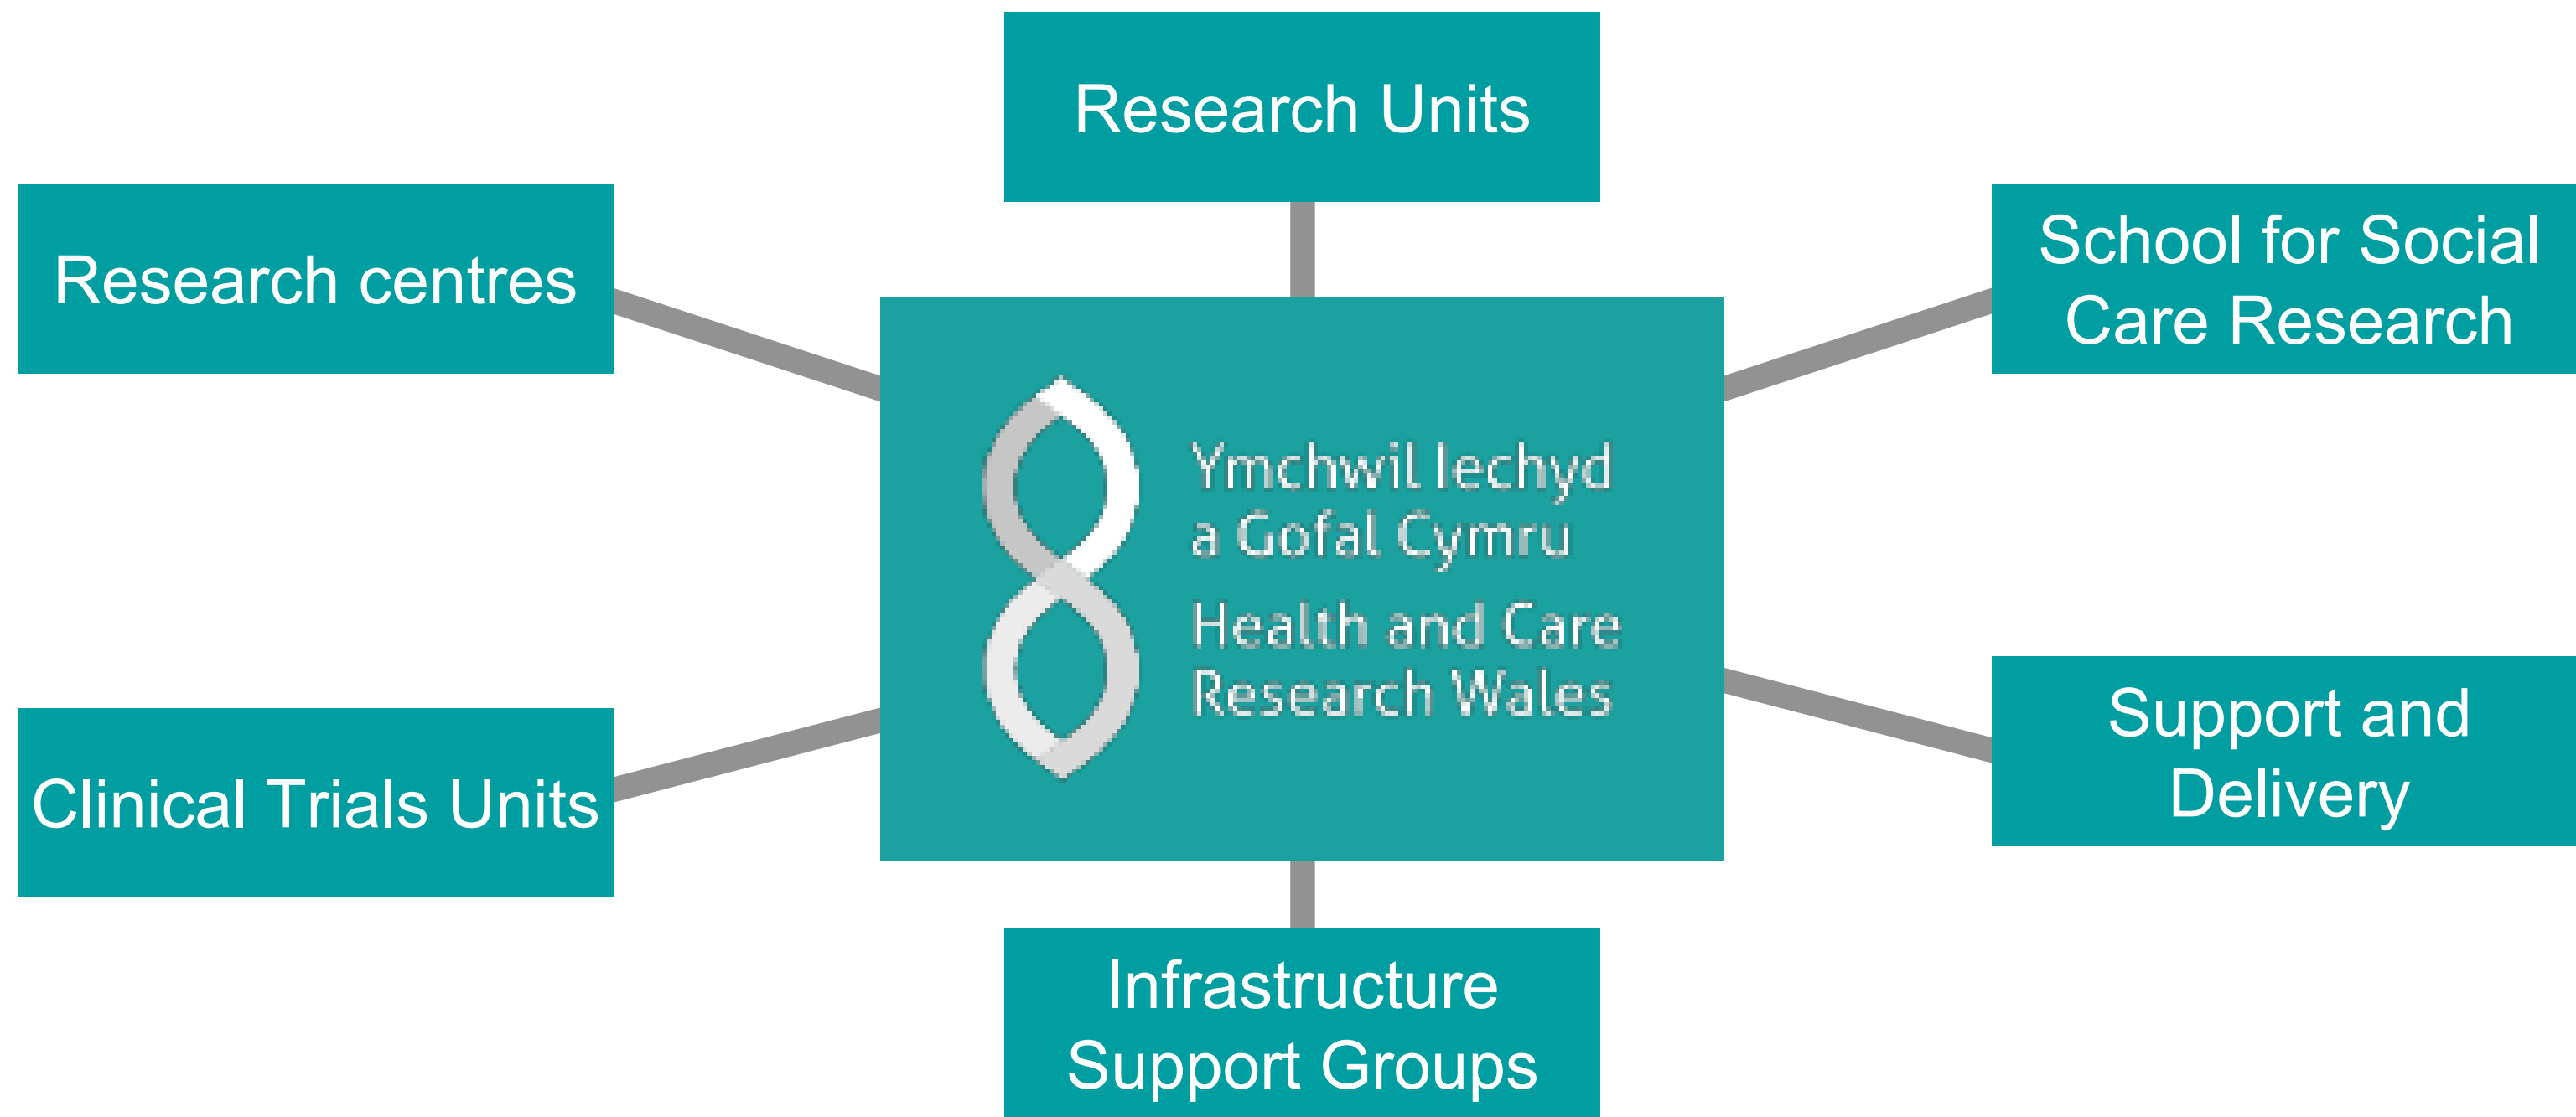 Research Units
Research centres
School for Social
Care Research
Ymchwil Iechyd
a Gofal Cymru
Health and Care
Research Wales
Clinical Trials Units
Support and
Delivery
Infrastructure
Support Groups